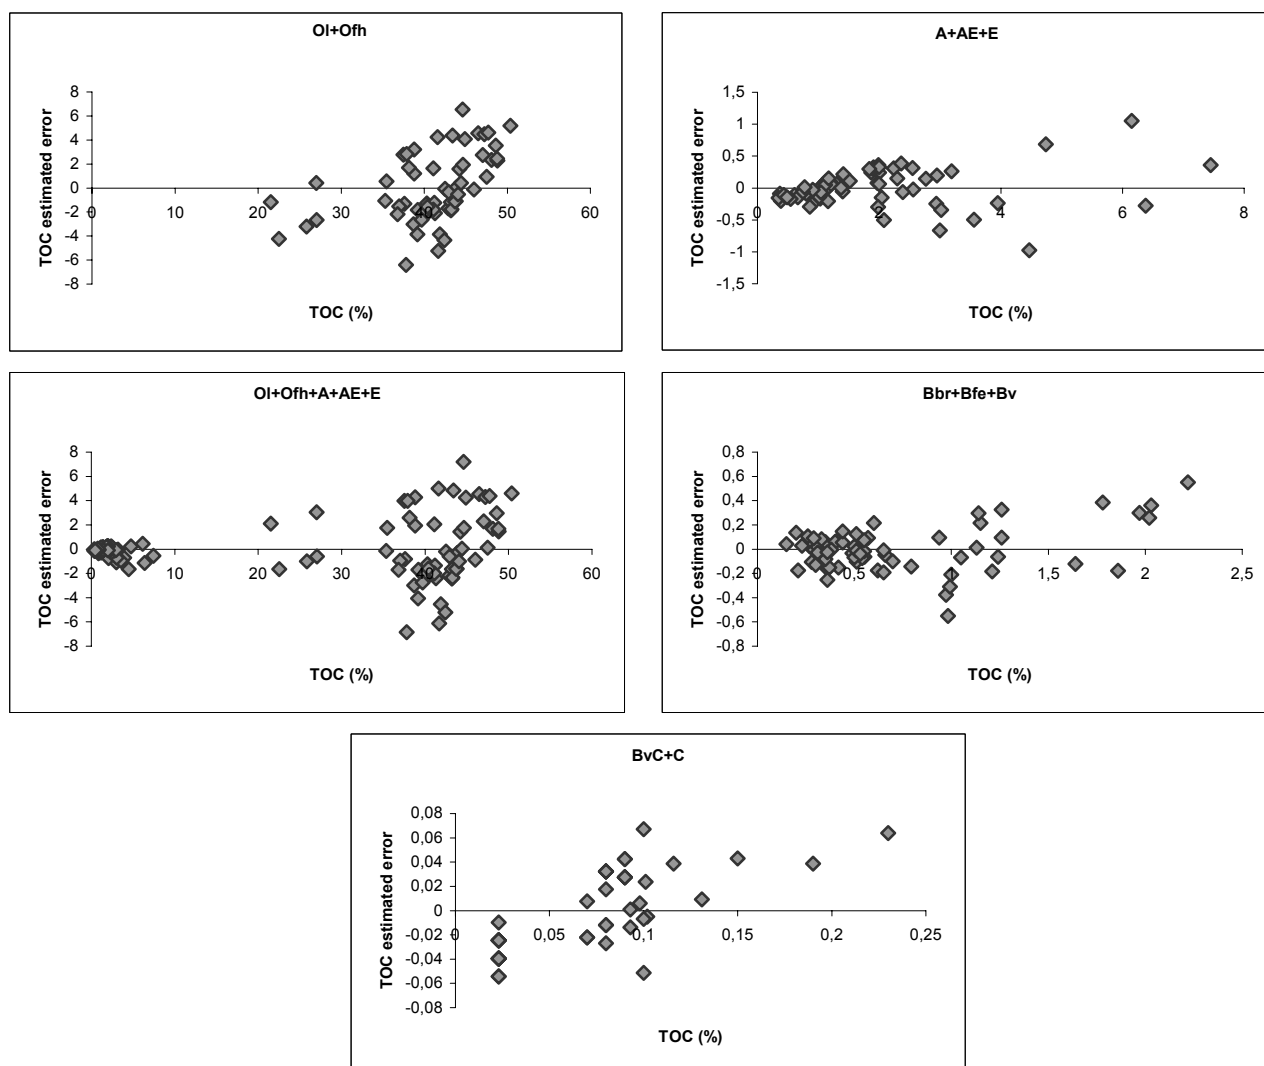 Ol+Ofh
8
6
4
2
0
-2
-4
-6
-8
0 10 20 30 40 50 60
TOC estimated error
TOC (%)
A+AE+E
1,5
1
0,5
0
-0,5
-1
-1,5
0 2 4 6 8
TOC estimated error
TOC (%)
Ol+Ofh+A+AE+E
8
6
4
2
0
-2
-4
-6
-8
0 10 20 30 40 50 60
TOC estimated error
TOC (%)
Bbr+Bfe+Bv
0,8
0,6
0,4
0,2
0
-0,2
-0,4
-0,6
-0,8
0 0,5 1 1,5 2 2,5
TOC estimated error
TOC (%)
BvC+C
0,08
0,06
0,04
0,02
0
-0,02
-0,04
-0,06
-0,08
0 0,05 0,1 0,15 0,2 0,25
TOC estimated error
TOC (%)